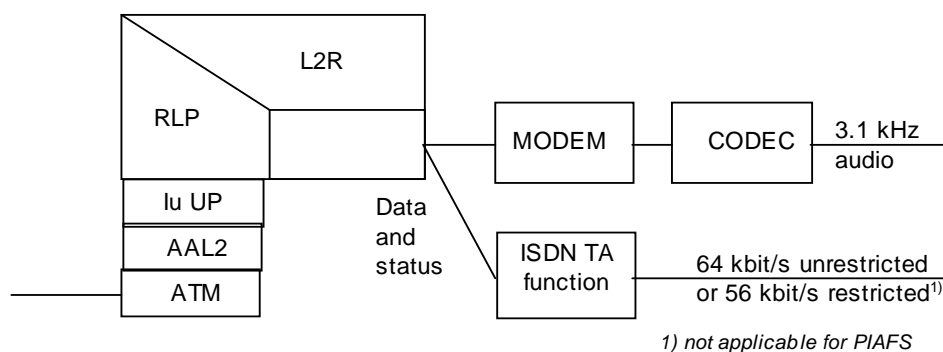 L2R
RLP
MODEM
CODEC
3.1 kHz
audio
Iu UP
AAL2
ATM
Data
and
status
ISDN TA
function
64 kbit/s unrestricted
or 56 kbit/s restricted1)
1) not applicable for PIAFS